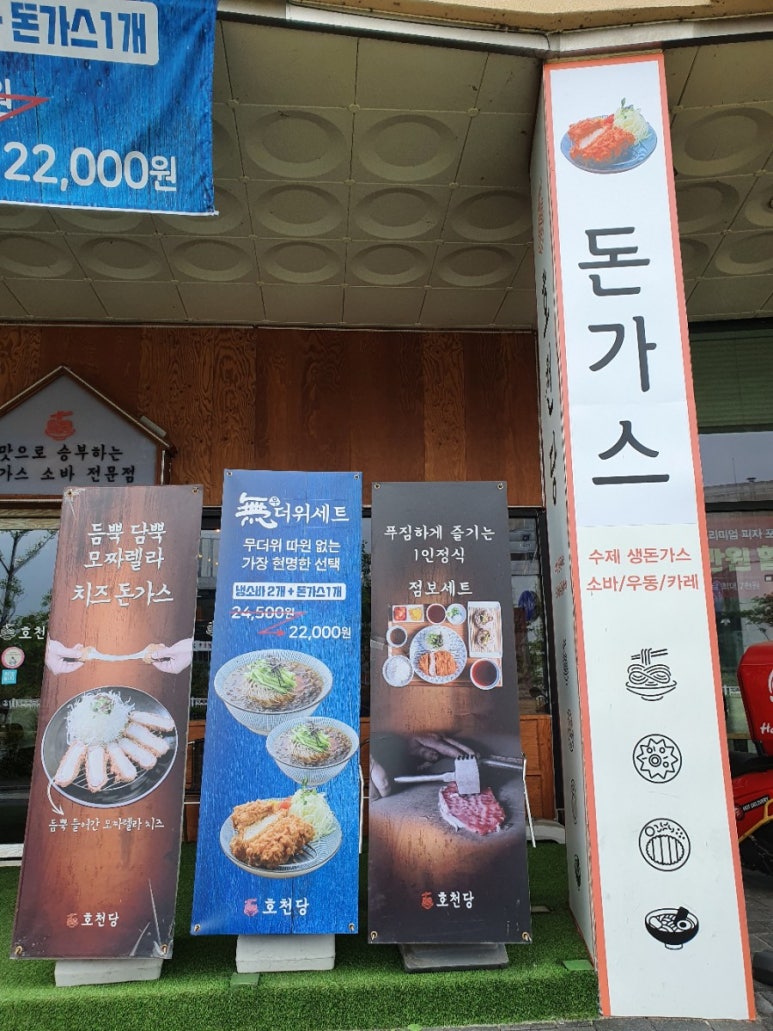 돈가스1개
22,000원
맛으로 승부하는
가스 소바 전문점
호천
듬뿍 담뿍
모짜렐라
치즈 돈가스
듬뿍 들어간 모짜렐라 치즈
호천당
無무더위세트
무더위 따윈 없는
가장 현명한 선택
냉소바 2개 + 돈가스1개
24,500원
22,000원
호천당
푸짐하게 즐기는
1인정식
점보세트
호천당
돈가스
수제 생돈가스
소바/우동/카레